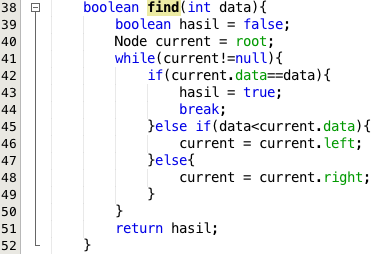 38 boolean find(int data){
39 boolean hasil = false;
40 Node current = root;
41 while(current!=null){
42 if(current.data==data){
43 hasil = true;
44 break;
45 }else if(data<current.data){
46 current = current.left;
47 }else{
48 current = current.right;
49 }
50 }
51 return hasil;
52 }